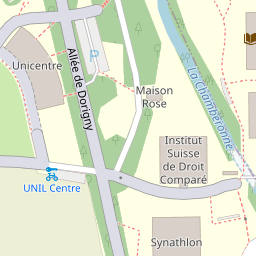 Unicentre
P
Allée de Dorigny
Maison
Rose
la Chamberonne
Institut
Suisse
de Droit
Comparé
UNIL Centre
Synathlon